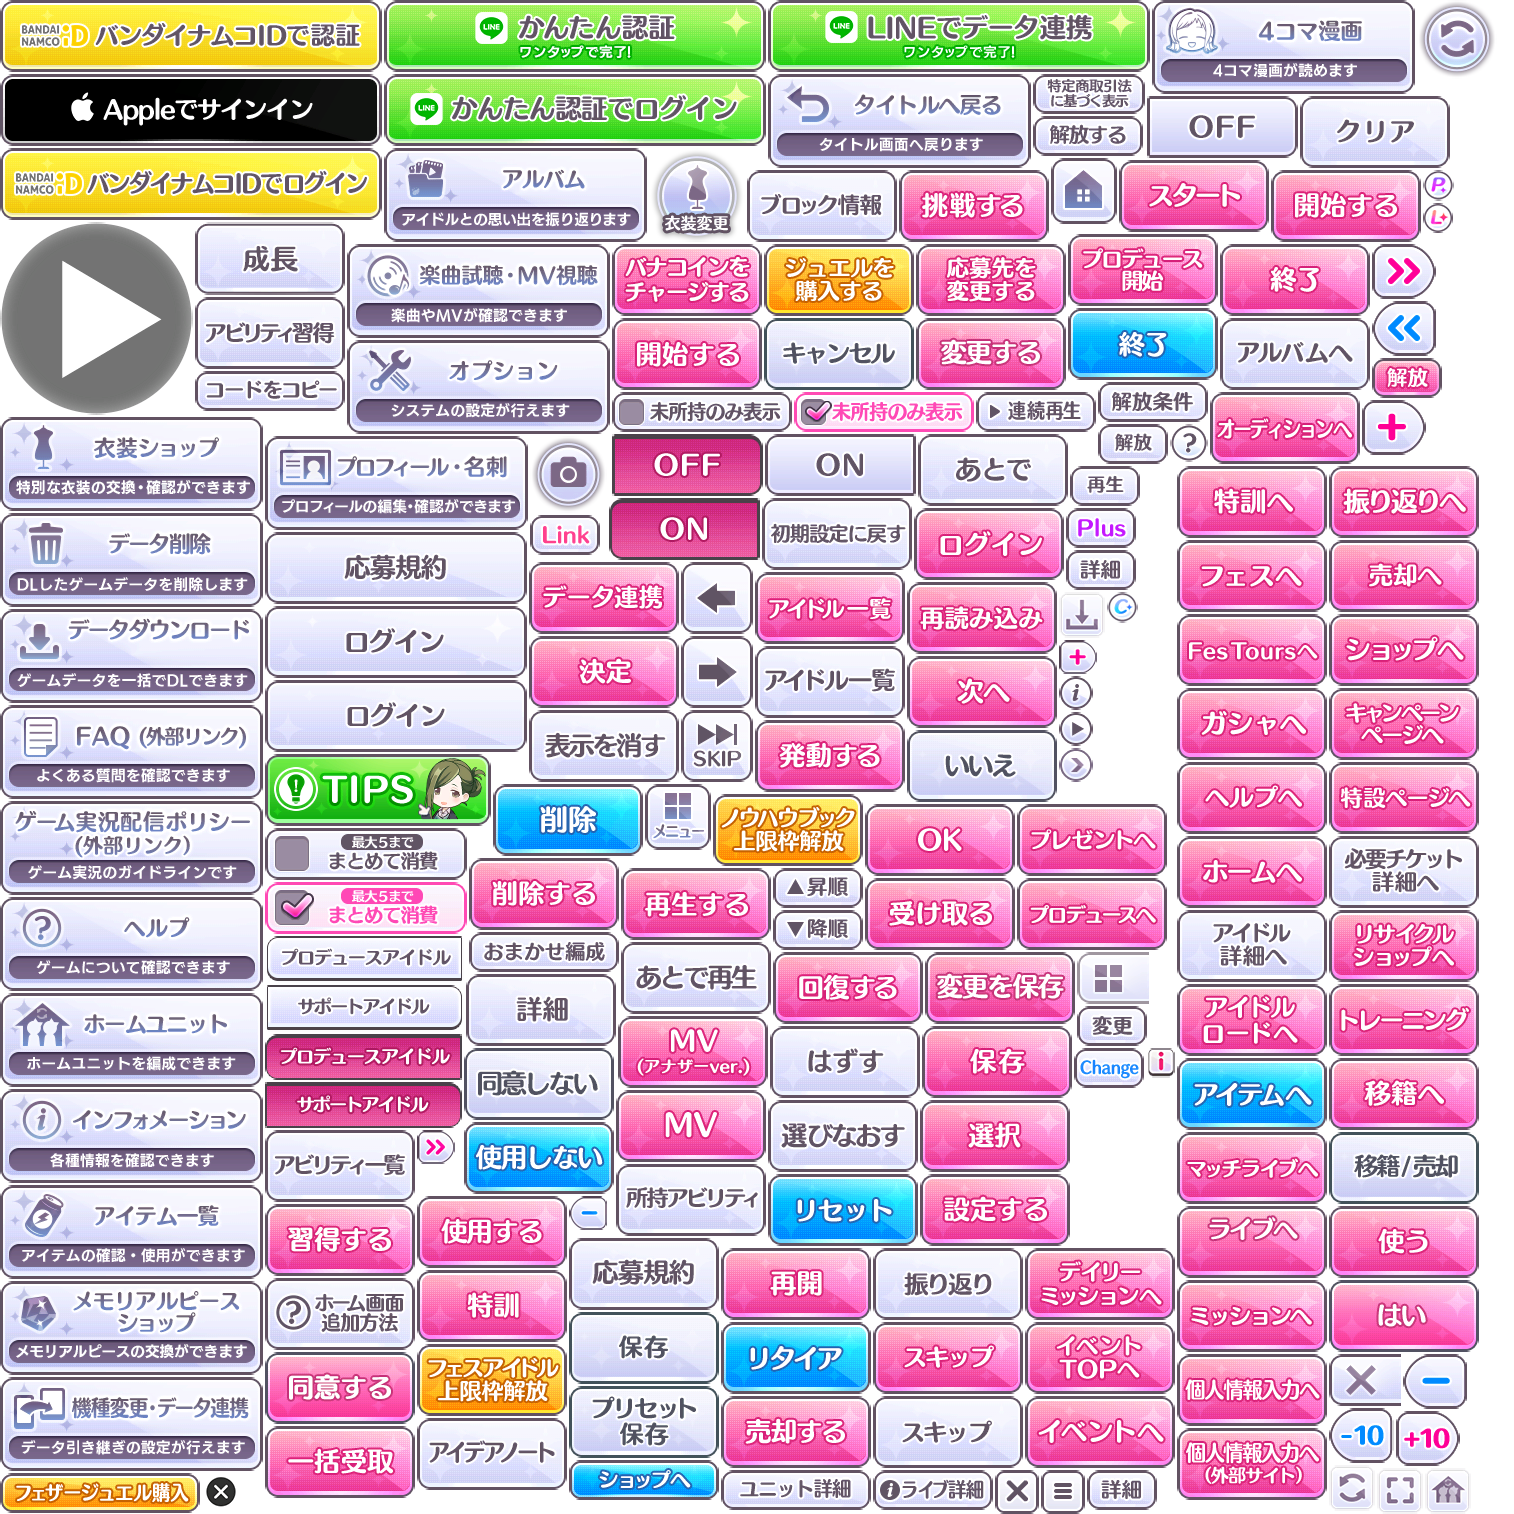 BANDAI NAMCO ID バンダイナムコIDで認証
LINE かんたん認証
ワンタップで完了!
LINE LINEでデータ連携
ワンタップで完了!
4コマ漫画
4コマ漫画が読めます
Appleでサインイン
LINE かんたん認証でログイン
タイトルへ戻る
タイトル画面へ戻ります
特定商取引法
に基づく表示
解放する
OFF
クリア
BANDAI NAMCO ID バンダイナムコIDでログイン
アルバム
アイドルとの思い出を振り返ります
衣装変更
ブロック情報
挑戦する
スタート
開始する
P
L
成長
アビリティ習得
コードをコピー
楽曲試聴・MV視聴
楽曲やMVが確認できます
オプション
システムの設定が行えます
バナコインを
チャージする
ジュエルを
購入する
応募先を
変更する
プロデュース
開始
終了
開始する
キャンセル
変更する
終了
アルバムへ
解放
未所持のみ表示
未所持のみ表示
連続再生
解放条件
解放
?
オーディションへ
衣装ショップ
特別な衣装の交換・確認ができます
プロフィール・名刺
プロフィールの編集・確認ができます
OFF
ON
あとで
再生
特訓へ
振り返りへ
データ削除
DLしたゲームデータを削除します
Link
ON
初期設定に戻す
ログイン
Plus
詳細
応募規約
フェスへ
売却へ
データダウンロード
ゲームデータを一括でDLできます
ログイン
データ連携
アイドル一覧
再読み込み
C
Fes Toursへ
ショップへ
決定
アイドル一覧
次へ
i
FAQ (外部リンク)
よくある質問を確認できます
ログイン
表示を消す
SKIP
発動する
いいえ
ガシャへ
キャンペーン
ページへ
TIPS
削除
メニュー
ノウハウブック
上限枠解放
OK
プレゼントへ
ヘルプへ
特設ページへ
ゲーム実況配信ポリシー
(外部リンク)
ゲーム実況のガイドラインです
最大5まで
まとめて消費
最大5まで
まとめて消費
削除する
再生する
昇順
降順
受け取る
プロデュースへ
ホームへ
必要チケット
詳細へ
ヘルプ
ゲームについて確認できます
プロデュースアイドル
おまかせ編成
あとで再生
回復する
変更を保存
アイドル
詳細へ
リサイクル
ショップへ
サポートアイドル
詳細
変更
ホームユニット
ホームユニットを編成できます
プロデュースアイドル
MV
(アナザーver.)
はずす
保存
Change
i
アイドル
ロードへ
トレーニング
サポートアイドル
同意しない
アイテムへ
移籍へ
インフォメーション
各種情報を確認できます
アビリティ一覧
使用しない
MV
選びなおす
選択
マッチライブへ
移籍/売却
アイテム一覧
アイテムの確認・使用ができます
習得する
使用する
所持アビリティ
リセット
設定する
ライブへ
使う
メモリアルピース
ショップ
メモリアルピースの交換ができます
ホーム画面
追加方法
特訓
応募規約
再開
振り返り
デイリー
ミッションへ
ミッションへ
はい
保存
リタイア
スキップ
イベント
TOPへ
同意する
フェスアイドル
上限枠解放
個人情報入力へ
機種変更・データ連携
データ引き継ぎの設定が行えます
一括受取
アイデアノート
プリセット
保存
売却する
スキップ
イベントへ
-10
+10
個人情報入力へ
(外部サイト)
フェザージュエル購入
ショップへ
ユニット詳細
ライブ詳細
詳細